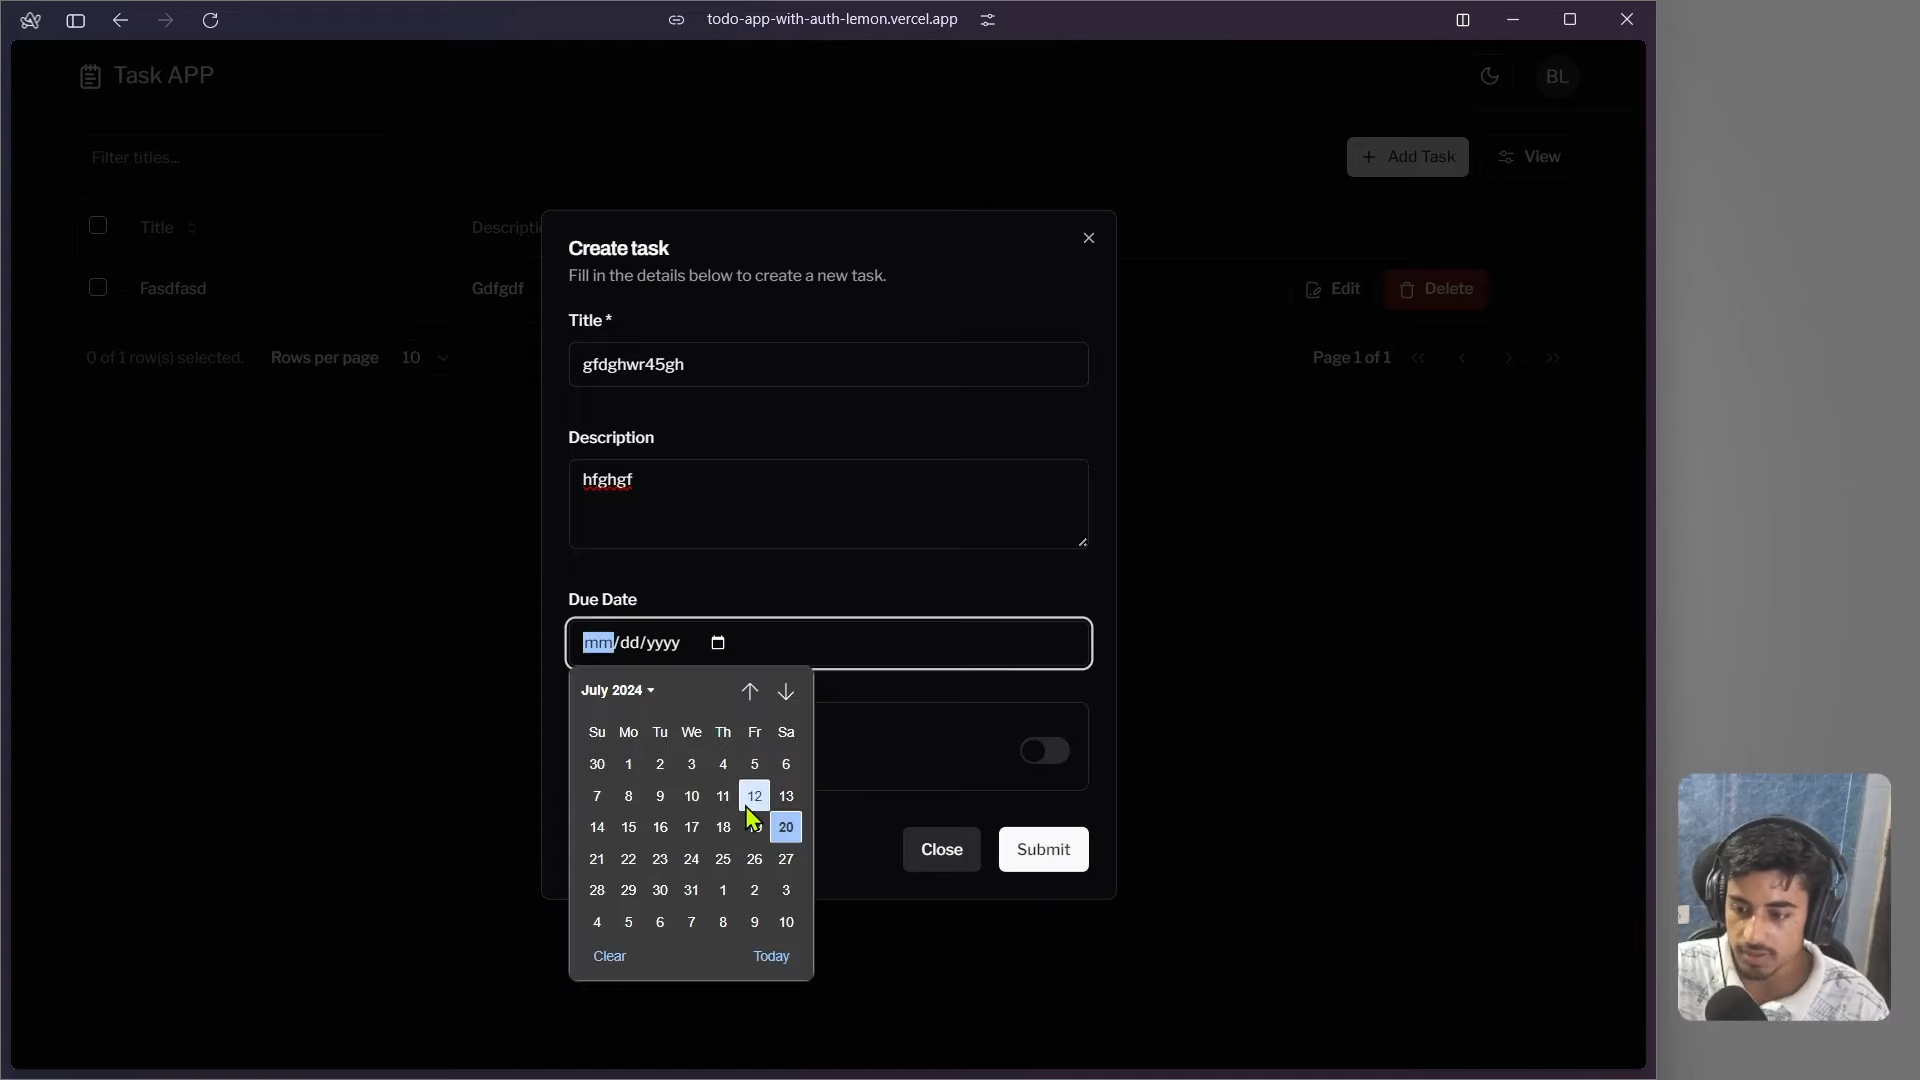 todo-app-with-auth-lemon.vercel.app
Task APP
BL
Filter titles...
Add Task
View
Title
Fasdfasd
Gdfgdf
Edit
Delete
0 of 1 row(s) selected.
Rows per page
10
Page 1 of 1
Create task
Fill in the details below to create a new task.
Title *
gfdghwr45gh
Description
hfghgf
Due Date
mm/dd/yyyy
July 2024
Su Mo Tu We Th Fr Sa
30 1 2 3 4 5 6
7 8 9 10 11 12 13
14 15 16 17 18 20
21 22 23 24 25 26 27
28 29 30 31 1 2 3
4 5 6 7 8 9 10
Clear
Today
Close
Submit